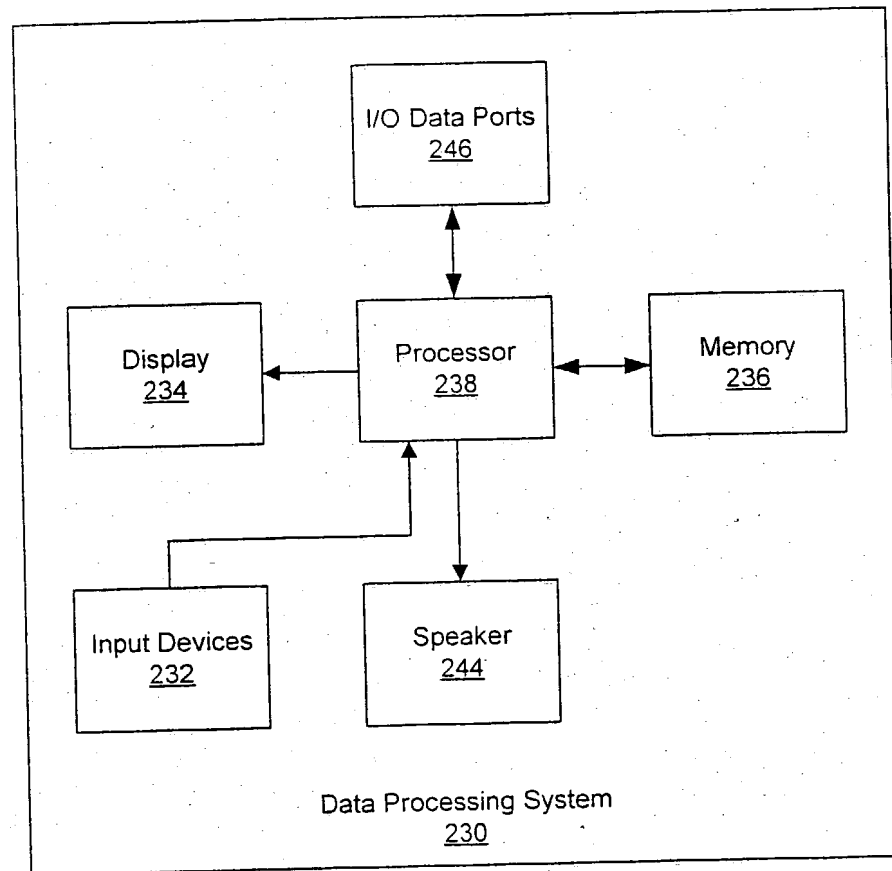 I/O Data Ports
246
Display
234
Processor
238
Memory
236
Input Devices
232
Speaker
244
Data Processing System
230